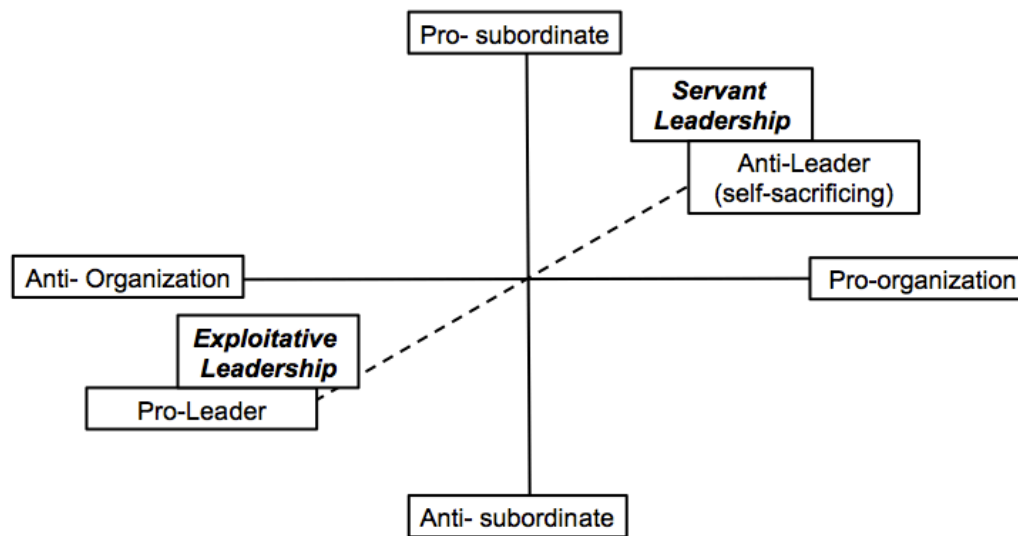 Pro- subordinate
Servant
Leadership
Anti-Leader
(self-sacrificing)
Anti- Organization
Pro-organization
Exploitative
Leadership
Pro-Leader
Anti- subordinate